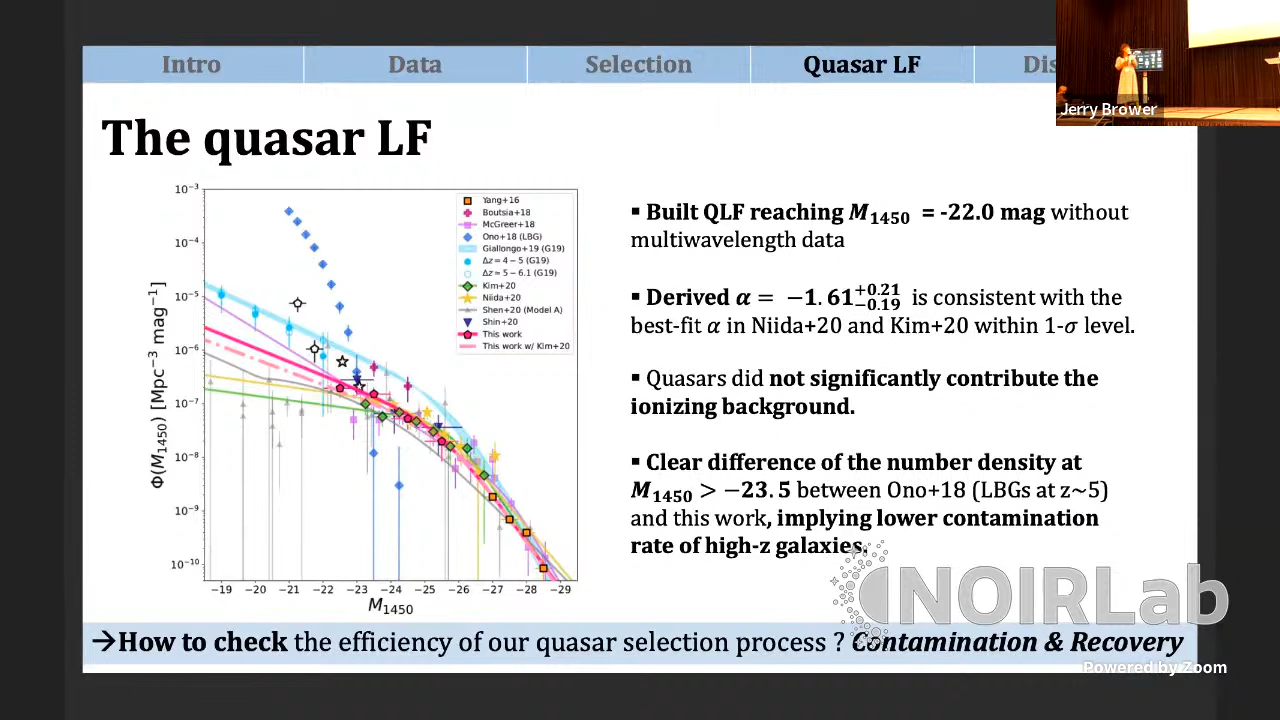 Intro Data Selection Quasar LF
Jerry Brower
The quasar LF
10⁻³
10⁻⁴
10⁻⁵
10⁻⁶
10⁻⁷
10⁻⁸
10⁻⁹
10⁻¹⁰
Φ(M₁₄₅₀) [Mpc⁻³ mag⁻¹]
−19 −20 −21 −22 −23 −24 −25 −26 −27 −28 −29
M₁₄₅₀
Yang+16
Boutsia+18
McGreer+18
Ono+18 (LBG)
Giallongo+19 (G19)
Δz = 4 − 5 (G19)
Δz = 5 − 6.1 (G19)
Kim+20
Niida+20
Shen+20 (Model A)
Shin+20
This work
This work w/ Kim+20
▪ Built QLF reaching M₁₄₅₀ = -22.0 mag without
multiwavelength data
▪ Derived α = −1.61+0.21−0.19 is consistent with the
best-fit α in Niida+20 and Kim+20 within 1-σ level.
▪ Quasars did not significantly contribute the
ionizing background.
▪ Clear difference of the number density at
M₁₄₅₀ > −23.5 between Ono+18 (LBGs at z~5)
and this work, implying lower contamination
rate of high-z galaxies.
NOIRLab
→How to check the efficiency of our quasar selection process ? Contamination & Recovery
Powered by Zoom